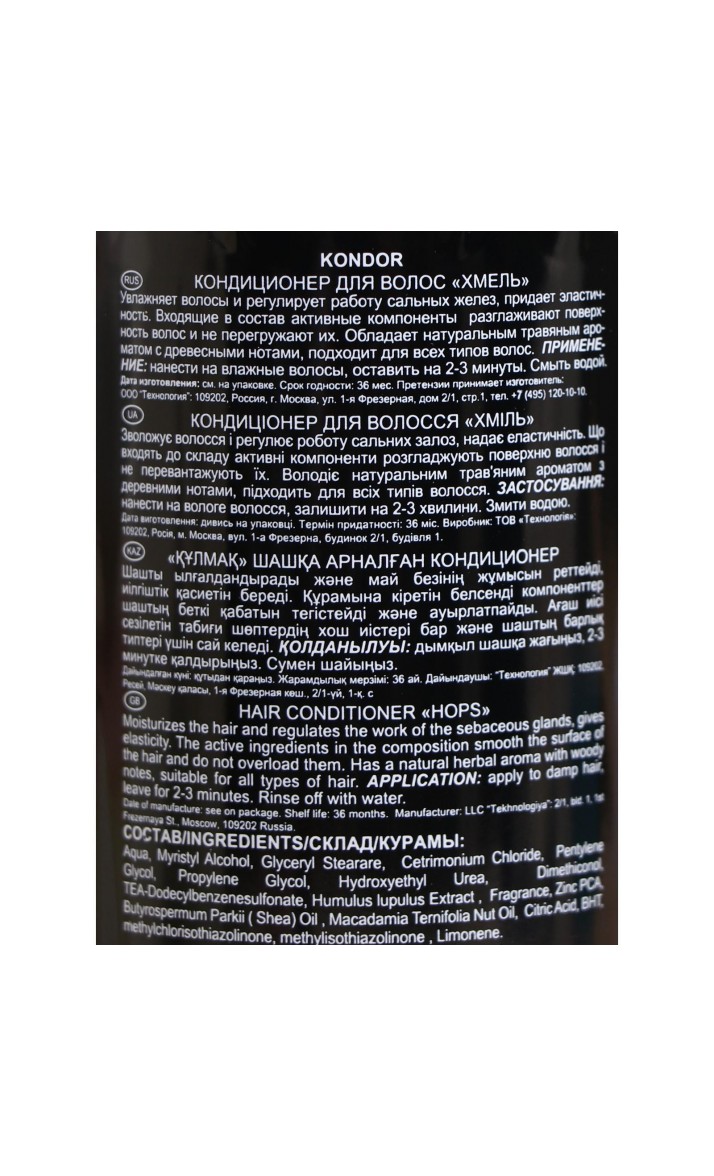 KONDOR
RUS
КОНДИЦИОНЕР ДЛЯ ВОЛОС «ХМЕЛЬ»
Увлажняет волосы и регулирует работу сальных желез, придает эластич-
ность. Входящие в состав активные компоненты разглаживают поверх-
ность волос и не перегружают их. Обладает натуральным травяным аро-
матом с древесными нотами, подходит для всех типов волос. ПРИМЕНЕ-
НИЕ: нанести на влажные волосы, оставить на 2-3 минуты. Смыть водой.
Дата изготовления: см. на упаковке. Срок годности: 36 мес. Претензии принимает изготовитель:
ООО "Технология": 109202, Россия, г. Москва, ул. 1-я Фрезерная, дом 2/1, стр.1, тел. +7 (495) 120-10-10.
UA
КОНДИЦІОНЕР ДЛЯ ВОЛОССЯ «ХМІЛЬ»
Зволожує волосся і регулює роботу сальних залоз, надає еластичність. Що
входять до складу активні компоненти розгладжують поверхню волосся і
не перевантажують їх. Володіє натуральним трав'яним ароматом з
деревними нотами, підходить для всіх типів волосся. ЗАСТОСУВАННЯ:
нанести на вологе волосся, залишити на 2-3 хвилини. Змити водою.
Дата виготовлення: дивись на упаковці. Термін придатності: 36 міс. Виробник: ТОВ «Технологія»:
109202, Росія, м. Москва, вул. 1-а Фрезерна, будинок 2/1, будівля 1.
KAZ
«ҚҰЛМАҚ» ШАШҚА АРНАЛҒАН КОНДИЦИОНЕР
Шашты ылғалдандырады және май безінің жұмысын реттейді,
иілгіштік қасиетін береді. Құрамына кіретін белсенді компоненттер
шаштың беткі қабатын тегістейді және ауырлатпайды. Ағаш иісі
сезілетін табиғи шөптердің хош иістері бар және шаштың барлық
типтері үшін сай келеді. ҚОЛДАНЫЛУЫ: дымқыл шашқа жағыңыз, 2-3
минутке қалдырыңыз. Сумен шайыңыз.
Дайындалған күні: құтыдан қараңыз. Жарамдылық мерзімі: 36 ай. Дайындаушы: "Технология" ЖШҚ; 109202,
Ресей, Маскеу қаласы, 1-я Фрезерная көш., 2/1-үй, 1-қ. с
GB
HAIR CONDITIONER «HOPS»
Moisturizes the hair and regulates the work of the sebaceous glands, gives
elasticity. The active ingredients in the composition smooth the surface of
the hair and do not overload them. Has a natural herbal aroma with woody
notes, suitable for all types of hair. APPLICATION: apply to damp hair,
leave for 2-3 minutes. Rinse off with water.
Date of manufacture: see on package. Shelf life: 36 months. Manufacturer: LLC "Tekhnologiya": 2/1, bld. 1, 1st
Frezernaya St., Moscow, 109202 Russia.
СОСТАВ/INGREDIENTS/СКЛАД/КУРАМЫ:
Aqua, Myristyl Alcohol, Glyceryl Stearare, Cetrimonium Chloride, Pentylene
Glycol, Propylene Glycol, Hydroxyethyl Urea, Dimethiconol,
TEA-Dodecylbenzenesulfonate, Humulus lupulus Extract , Fragrance, Zinc PCA,
Butyrospermum Parkii ( Shea) Oil , Macadamia Ternifolia Nut Oil, Citric Acid, BHT,
methylchlorisothiazolinone, methylisothiazolinone , Limonene.